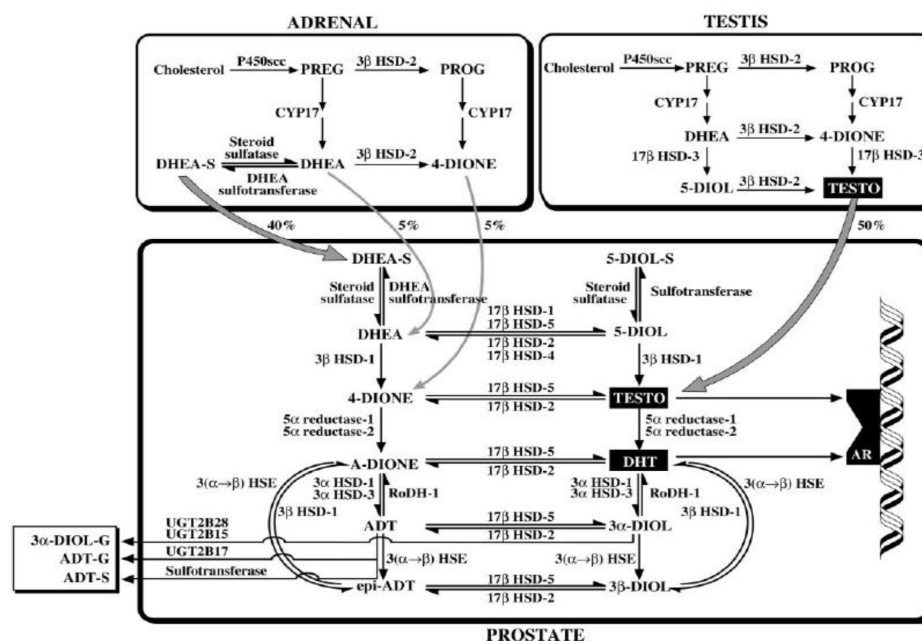 ADRENAL
Cholesterol P450scc PREG 3β HSD-2 PROG
CYP17 CYP17
DHEA-S Steroid sulfatase DHEA 3β HSD-2 4-DIONE
DHEA sulfotransferase
TESTIS
Cholesterol P450scc PREG 3β HSD-2 PROG
CYP17 CYP17
DHEA 3β HSD-2 4-DIONE
17β HSD-3 17β HSD-3
5-DIOL 3β HSD-2 TESTO
40% 5% 5% 50%
DHEA-S 5-DIOL-S
Steroid sulfatase DHEA sulfotransferase Steroid sulfatase Sulfotransferase
17β HSD-1
17β HSD-5
DHEA 5-DIOL
17β HSD-2
17β HSD-4
3β HSD-1 3β HSD-1
4-DIONE 17β HSD-5 TESTO
17β HSD-2
5α reductase-1 5α reductase-1
5α reductase-2 5α reductase-2
A-DIONE 17β HSD-5 DHT AR
17β HSD-2
3(α→β) HSE 3α HSD-1 3α HSD-1 3(α→β) HSE
3α HSD-3 RoDH-1 3α HSD-3 RoDH-1
3β HSD-1 3β HSD-1
ADT 17β HSD-5 3α-DIOL
17β HSD-2
UGT2B28
3α-DIOL-G UGT2B15
ADT-G UGT2B17 3(α→β) HSE 3(α→β) HSE
ADT-S Sulfotransferase
epi-ADT 17β HSD-5 3β-DIOL
17β HSD-2
PROSTATE